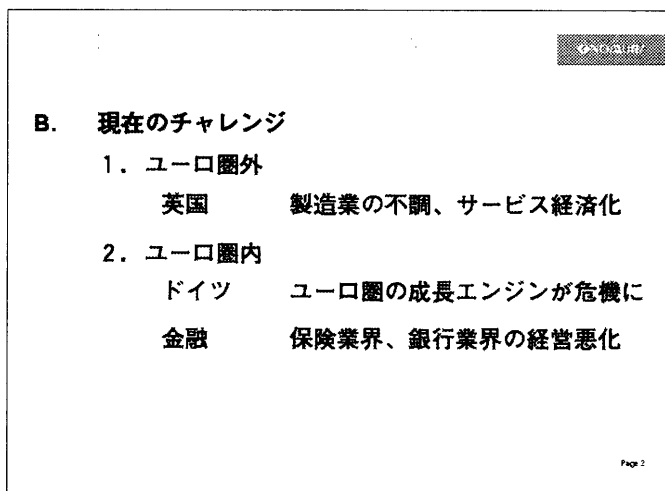 B. 現在のチャレンジ
1. ユーロ圏外
英国 製造業の不調、サービス経済化
2. ユーロ圏内
ドイツ ユーロ圏の成長エンジンが危機に
金融 保険業界、銀行業界の経営悪化
Page 2